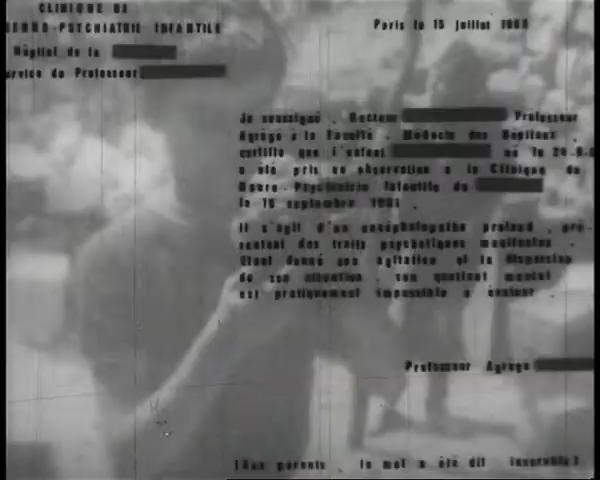 CLINIQUE DE
NEURO-PSYCHIATRIE INFANTILE
Hôpital de la
Service du Professeur
Paris le 15 juillet
Je soussigné, Docteur Professeur
Agrégé à la Faculté - Médecin des Hôpitaux
certifie que l'enfant né le
a été pris en observation à la Clinique de
Neuro-Psychiatrie Infantile de
le 16 septembre 1961
Il s'agit d'un encéphalopathe profond, pré-
sentant des traits psychotiques manifestes
Etant donné son agitation et la dispersion
de son attention, son quotient mental
est pratiquement impossible à évaluer
Professeur Agrégé
(Aux parents le mot a été dit incurable)